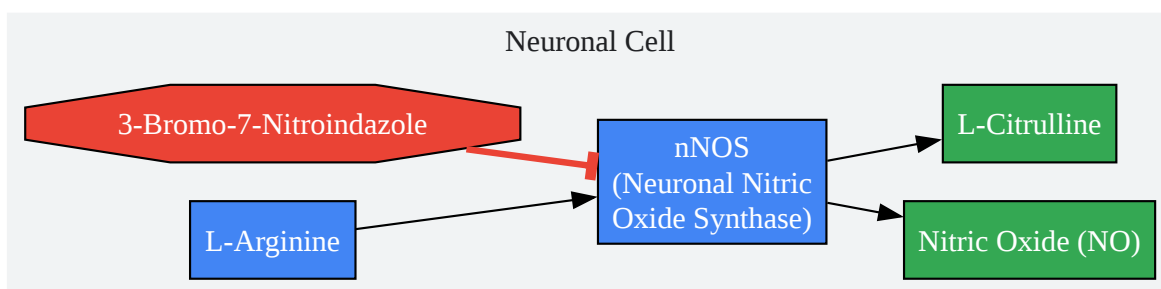 Neuronal Cell
3-Bromo-7-Nitroindazole
L-Arginine
nNOS
(Neuronal Nitric
Oxide Synthase)
L-Citrulline
Nitric Oxide (NO)